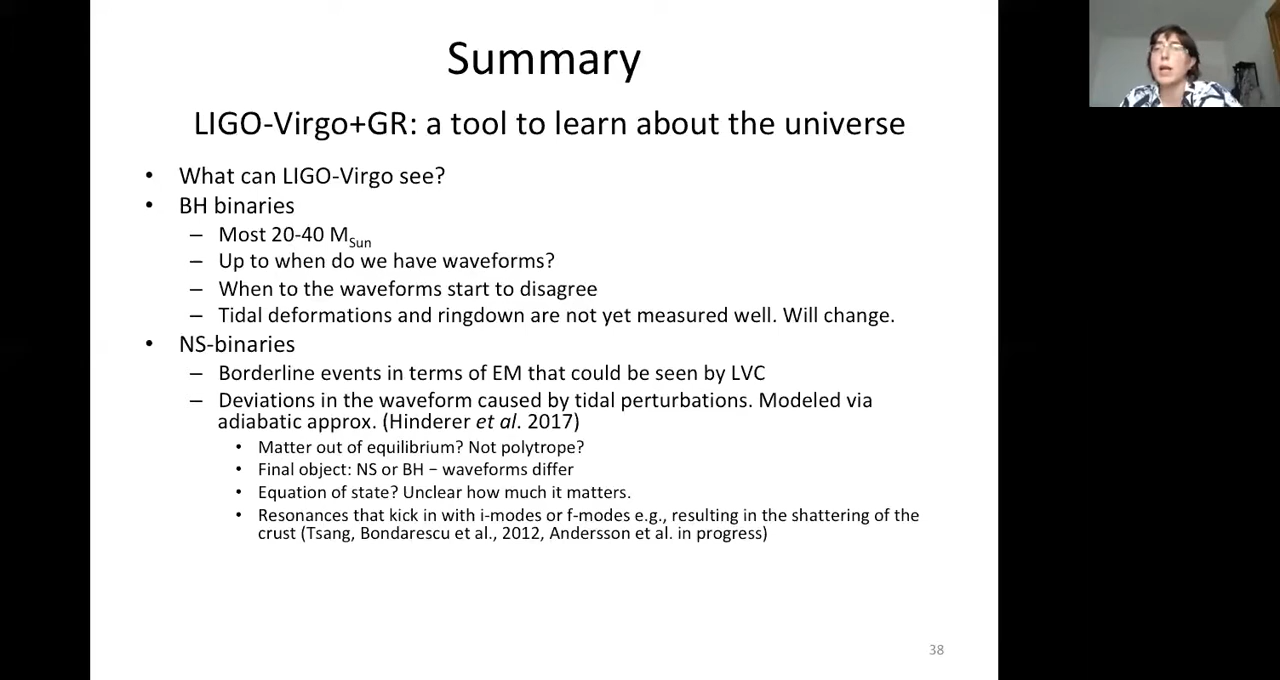 Summary
LIGO-Virgo+GR: a tool to learn about the universe
• What can LIGO-Virgo see?
• BH binaries
– Most 20-40 M_Sun
– Up to when do we have waveforms?
– When to the waveforms start to disagree
– Tidal deformations and ringdown are not yet measured well. Will change.
• NS-binaries
– Borderline events in terms of EM that could be seen by LVC
– Deviations in the waveform caused by tidal perturbations. Modeled via
adiabatic approx. (Hinderer et al. 2017)
• Matter out of equilibrium? Not polytrope?
• Final object: NS or BH – waveforms differ
• Equation of state? Unclear how much it matters.
• Resonances that kick in with i-modes or f-modes e.g., resulting in the shattering of the
crust (Tsang, Bondarescu et al., 2012, Andersson et al. in progress)
38